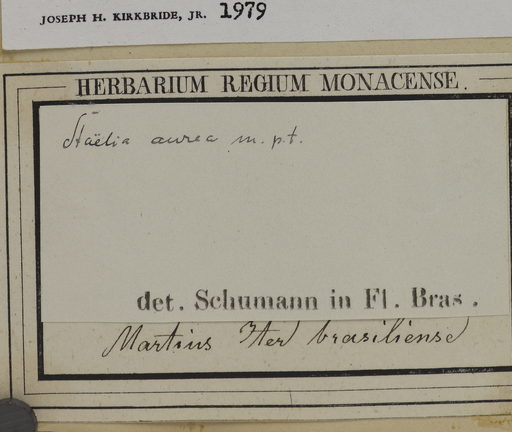 JOSEPH H. KIRKBRIDE, JR. 1979
HERBARIUM REGIUM MONACENSE.
Staëlia aurea m. pt.
det. Schumann in Fl. Bras.
Martius Iter brasiliense